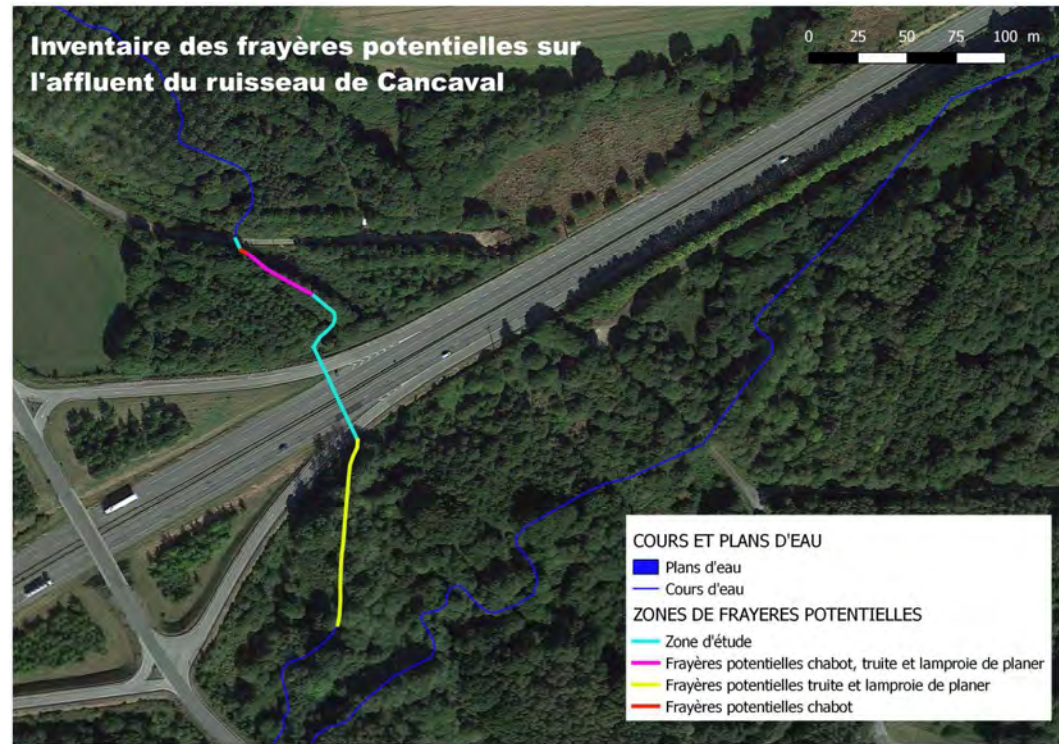 Inventaire des frayères potentielles sur
l'affluent du ruisseau de Cancaval
0 25 50 75 100 m
COURS ET PLANS D'EAU
Plans d'eau
Cours d'eau
ZONES DE FRAYERES POTENTIELLES
Zone d'étude
Frayères potentielles chabot, truite et lamproie de planer
Frayères potentielles truite et lamproie de planer
Frayères potentielles chabot